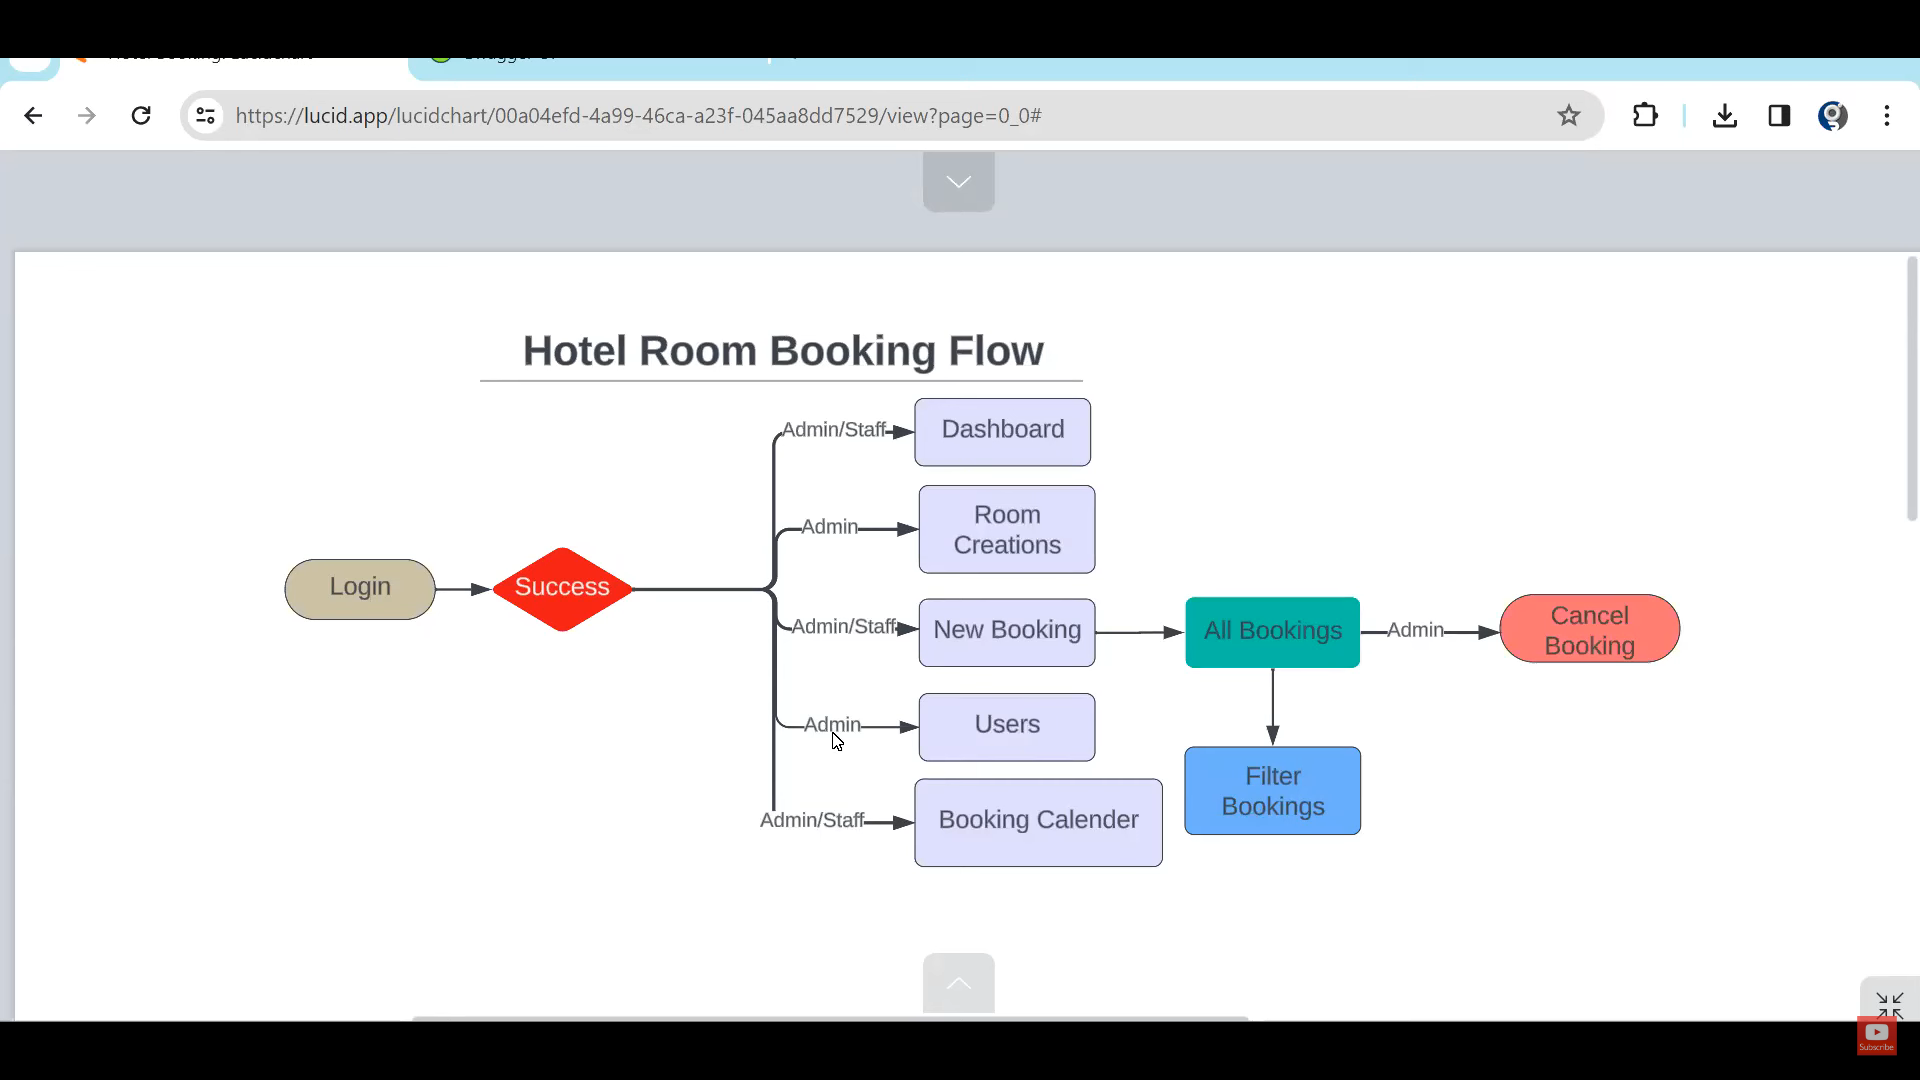 https://lucid.app/lucidchart/00a04efd-4a99-46ca-a23f-045aa8dd7529/view?page=0_0#
Hotel Room Booking Flow
Admin/Staff
Dashboard
Admin
Room
Creations
Login
Success
Admin/Staff
New Booking
All Bookings
Admin
Cancel
Booking
Admin
Users
Filter
Bookings
Admin/Staff
Booking Calender
Subscribe